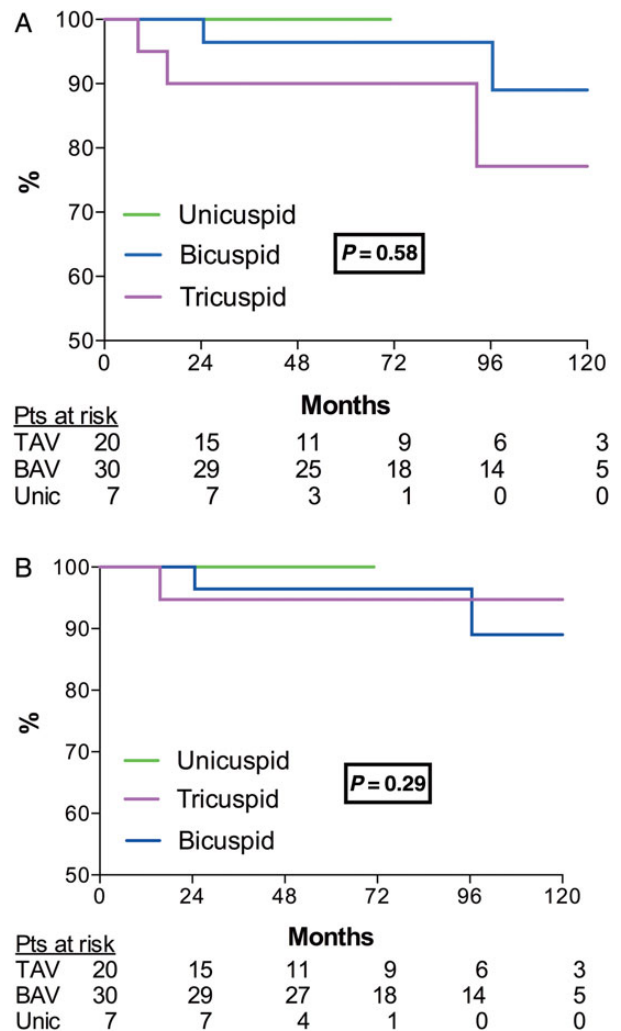 A
100
90
80
70
60
50
%
Unicuspid
Bicuspid
Tricuspid
P = 0.58
0 24 48 72 96 120
Months
Pts at risk
TAV 20 15 11 9 6 3
BAV 30 29 25 18 14 5
Unic 7 7 3 1 0 0
B
100
90
80
70
60
50
%
Unicuspid
Tricuspid
Bicuspid
P = 0.29
0 24 48 72 96 120
Months
Pts at risk
TAV 20 15 11 9 6 3
BAV 30 29 27 18 14 5
Unic 7 7 4 1 0 0